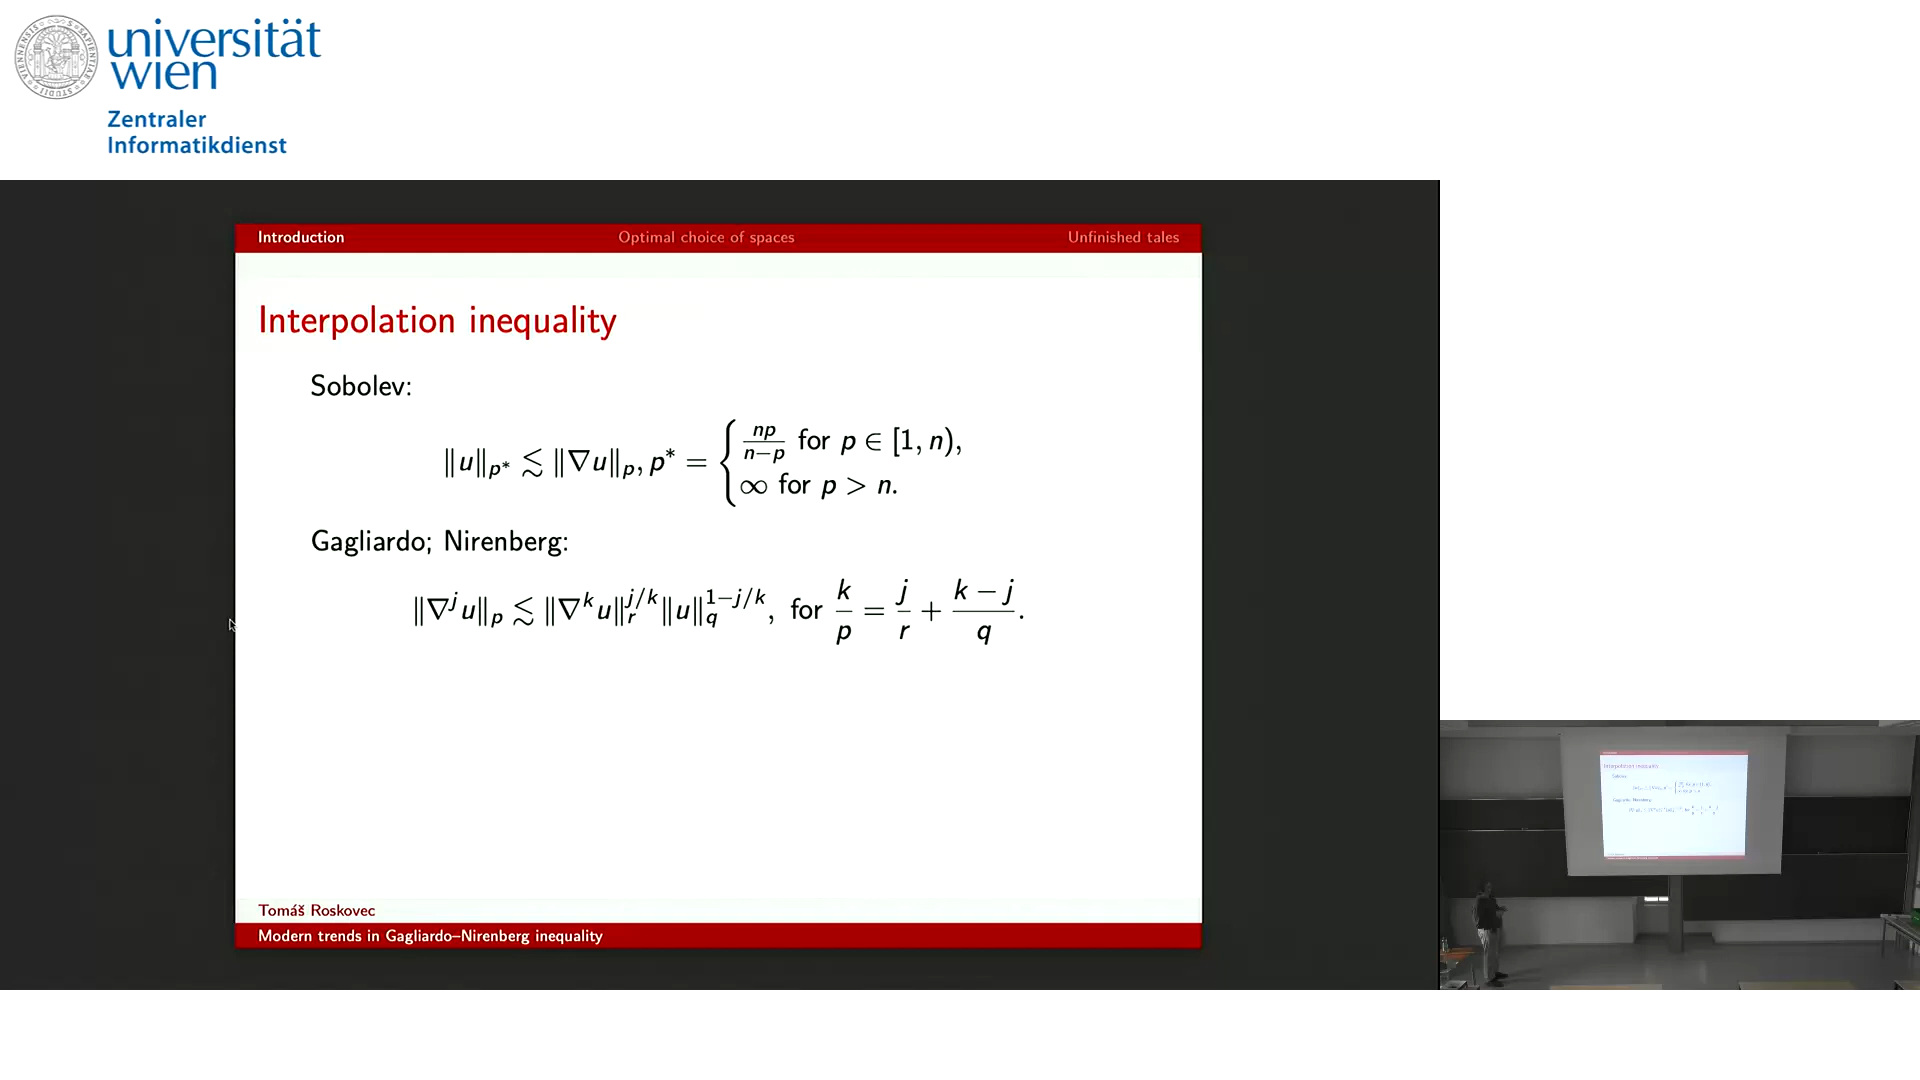 universität
wien
Zentraler
Informatikdienst
Introduction Optimal choice of spaces Unfinished tales
Interpolation inequality
Sobolev:
‖u‖_{p*} ≲ ‖∇u‖_p, p* = { np/(n−p) for p ∈ [1, n),
∞ for p > n.
Gagliardo; Nirenberg:
‖∇^j u‖_p ≲ ‖∇^k u‖_r^{j/k} ‖u‖_q^{1−j/k}, for k/p = j/r + (k − j)/q.
Tomáš Roskovec
Modern trends in Gagliardo–Nirenberg inequality